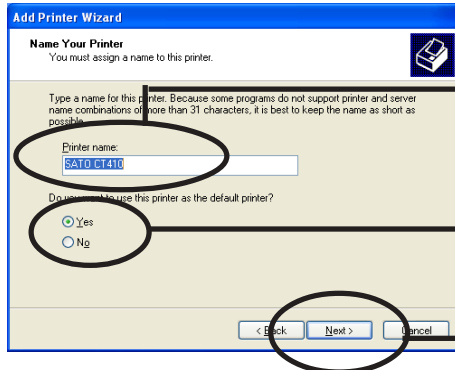 Add Printer Wizard
Name Your Printer
You must assign a name to this printer.
Type a name for this printer. Because some programs do not support printer and server
name combinations of more than 31 characters, it is best to keep the name as short as
possible.
Printer name:
SATO CT410
Do you want to use this printer as the default printer?
Yes
No
< Back Next > Cancel